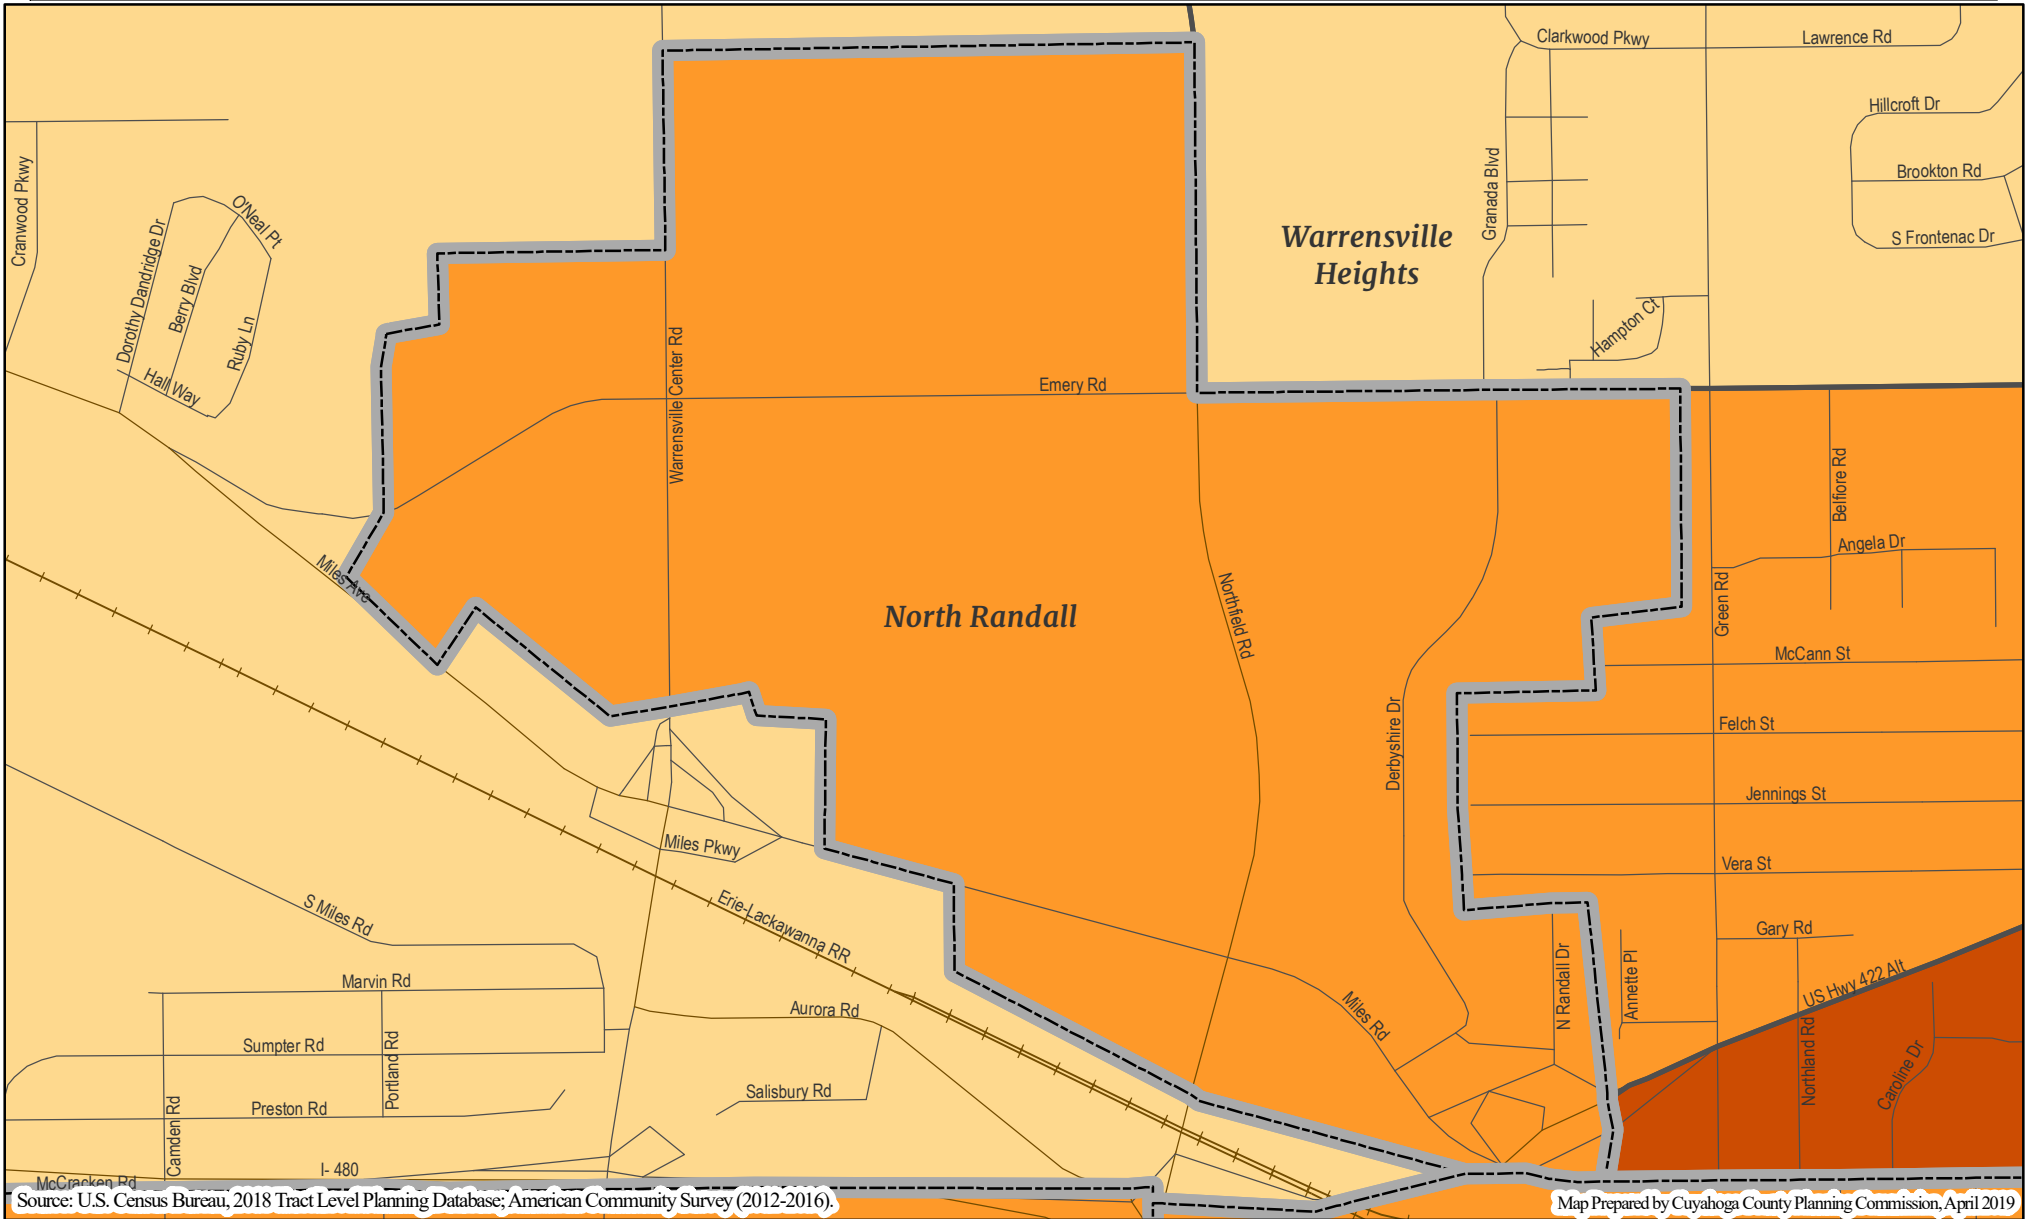 Clarkwood Pkwy
Lawrence Rd
Hillcroft Dr
Brookton Rd
S Frontenac Dr
Cranwood Pkwy
O'Neal Pt
Dorothy Dandridge Dr
Berry Blvd
Ruby Ln
Hall Way
Granada Blvd
Warrensville
Heights
Hampton Ct
Warrensville Center Rd
Emery Rd
Belfiore Rd
Angela Dr
Green Rd
Miles Ave
North Randall
Northfield Rd
McCann St
Derbyshire Dr
Felch St
Jennings St
Miles Pkwy
Vera St
S Miles Rd
Erie-Lackawanna RR
Gary Rd
N Randall Dr
Annette Pl
US Hwy 422 Alt
Marvin Rd
Aurora Rd
Miles Rd
Sumpter Rd
Portland Rd
Northland Rd
Caroline Dr
Salisbury Rd
Preston Rd
Camden Rd
I- 480
McCracken Rd
Source: U.S. Census Bureau, 2018 Tract Level Planning Database; American Community Survey (2012-2016).
Map Prepared by Cuyahoga County Planning Commission, April 2019